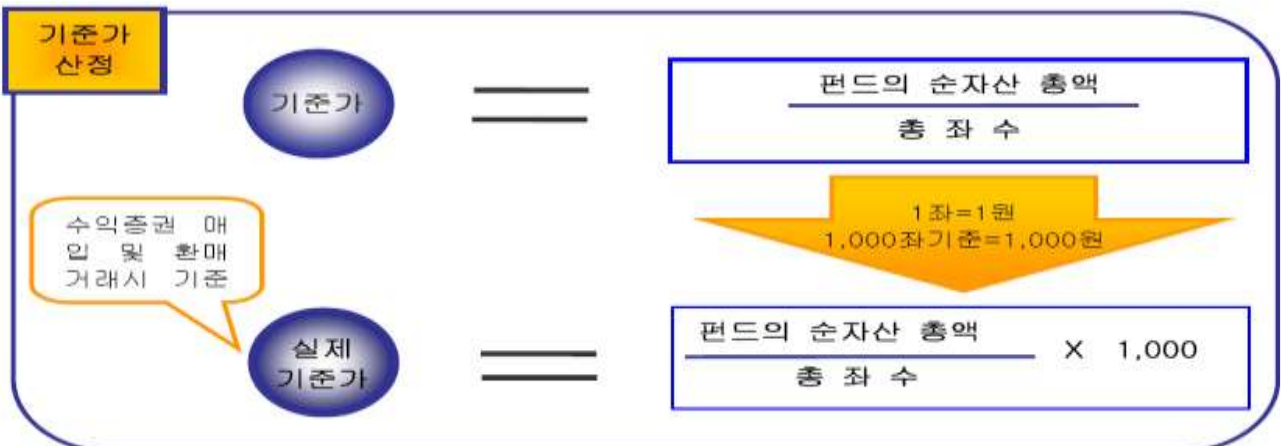 기준가
산정
기준가
펀드의 순자산 총액
총 좌 수
1좌=1원
1,000좌기준=1,000원
수익증권 매
입 및 환매
거래시 기준
실제
기준가
펀드의 순자산 총액
총 좌 수
X 1,000